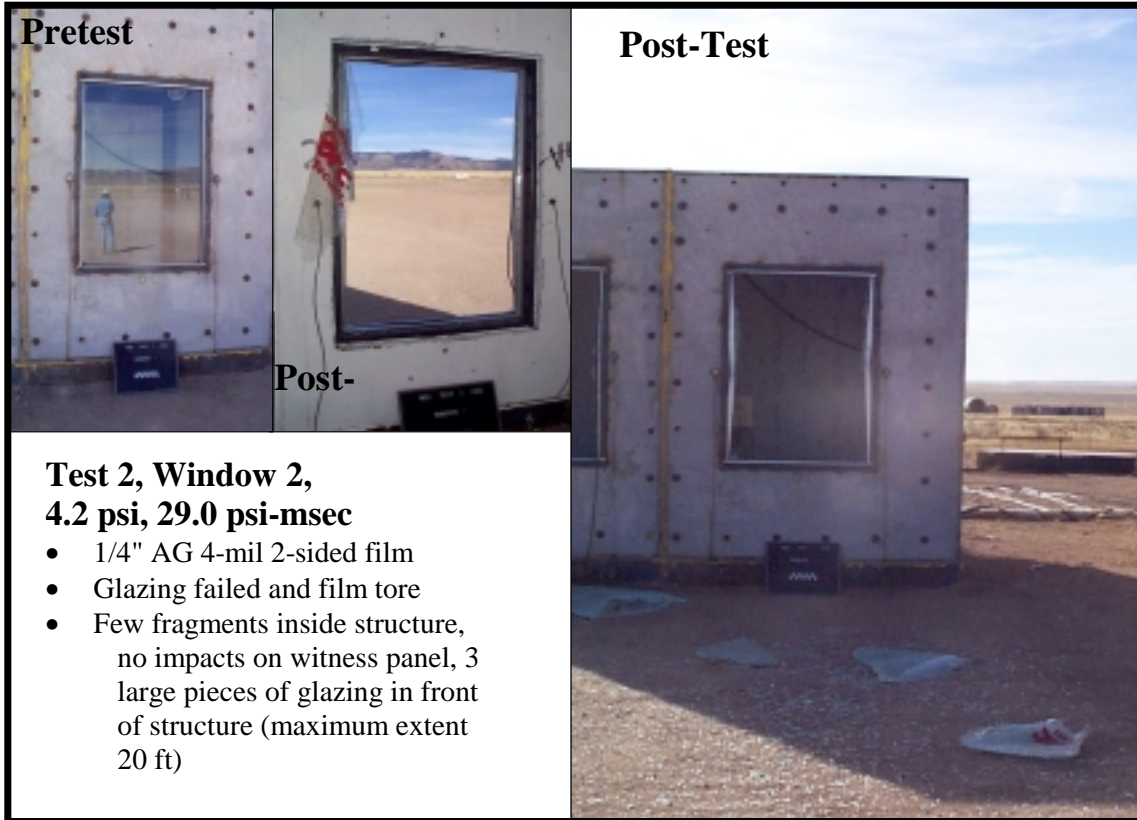 Pretest
Post-
Post-Test
Test 2, Window 2,
4.2 psi, 29.0 psi-msec
• 1/4" AG 4-mil 2-sided film
• Glazing failed and film tore
• Few fragments inside structure,
no impacts on witness panel, 3
large pieces of glazing in front
of structure (maximum extent
20 ft)